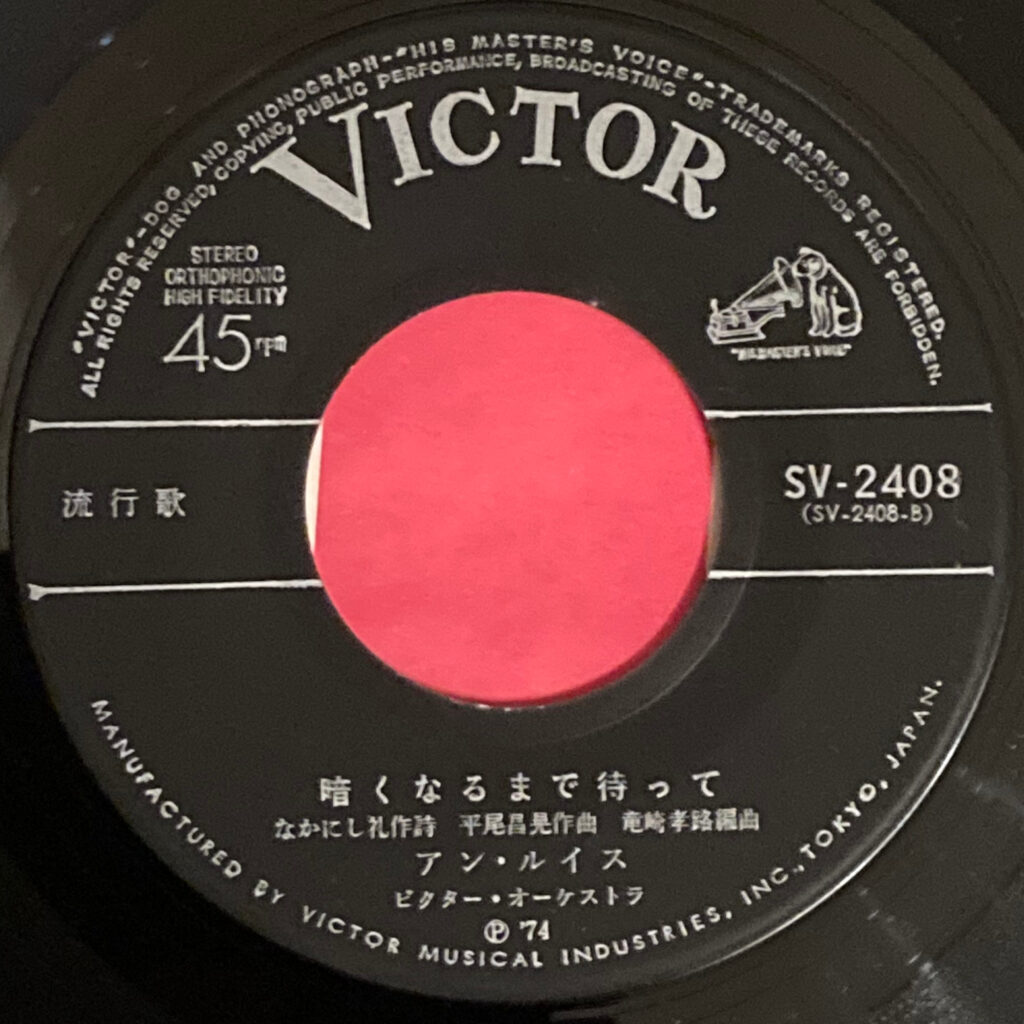 "VICTOR"-DOG AND PHONOGRAPH-"HIS MASTER'S VOICE"-TRADEMARKS REGISTERED.
ALL RIGHTS RESERVED, COPYING, PUBLIC PERFORMANCE, BROADCASTING OF THESE RECORDS ARE FORBIDDEN.
VICTOR
STEREO
ORTHOPHONIC
HIGH FIDELITY
45rpm
"HIS MASTER'S VOICE"
流行歌
SV-2408
(SV-2408-B)
暗くなるまで待って
なかにし礼作詩 平尾昌晃作曲 竜崎孝路編曲
アン・ルイス
ビクター・オーケストラ
Ⓟ '74
MANUFACTURED BY VICTOR MUSICAL INDUSTRIES, INC., TOKYO, JAPAN.